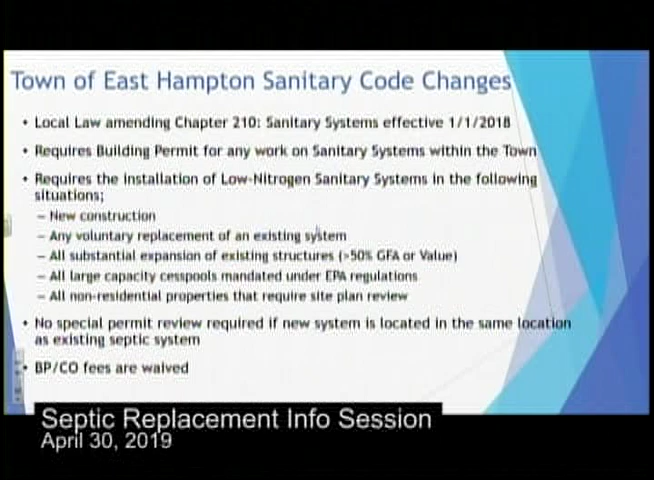 Town of East Hampton Sanitary Code Changes
• Local Law amending Chapter 210: Sanitary Systems effective 1/1/2018
• Requires Building Permit for any work on Sanitary Systems within the Town
• Requires the installation of Low-Nitrogen Sanitary Systems in the following
situations;
– New construction
– Any voluntary replacement of an existing system
– All substantial expansion of existing structures (>50% GFA or Value)
– All large capacity cesspools mandated under EPA regulations
– All non-residential properties that require site plan review
• No special permit review required if new system is located in the same location
as existing septic system
• BP/CO fees are waived
Septic Replacement Info Session
April 30, 2019